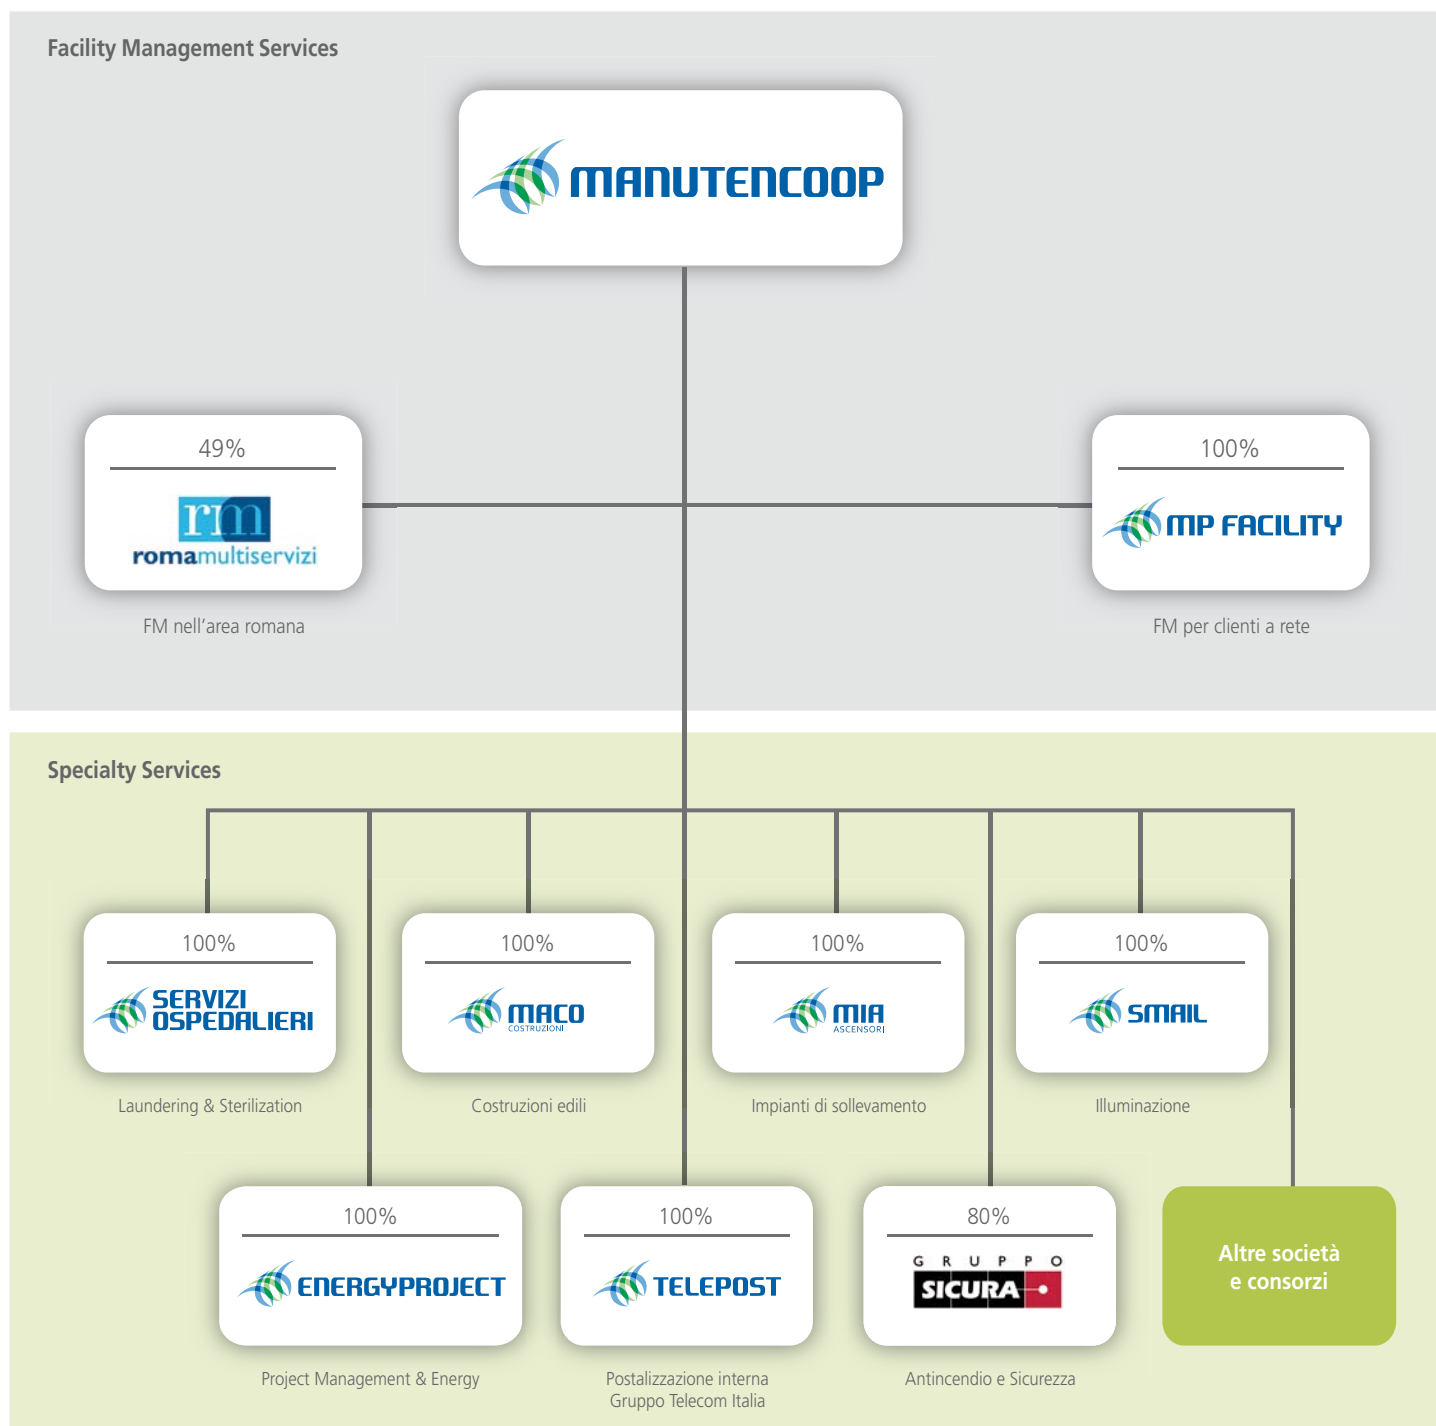 Facility Management Services
MANUTENCOOP
49%
rm
romamultiservizi
FM nell'area romana
100%
MP FACILITY
FM per clienti a rete
Specialty Services
100%
SERVIZI
OSPEDALIERI
Laundering & Sterilization
100%
MACO
COSTRUZIONI
Costruzioni edili
100%
MIA
ASCENSORI
Impianti di sollevamento
100%
SMAIL
Illuminazione
100%
ENERGYPROJECT
Project Management & Energy
100%
TELEPOST
Postalizzazione interna
Gruppo Telecom Italia
80%
GRUPPO
SICURA
Antincendio e Sicurezza
Altre società
e consorzi